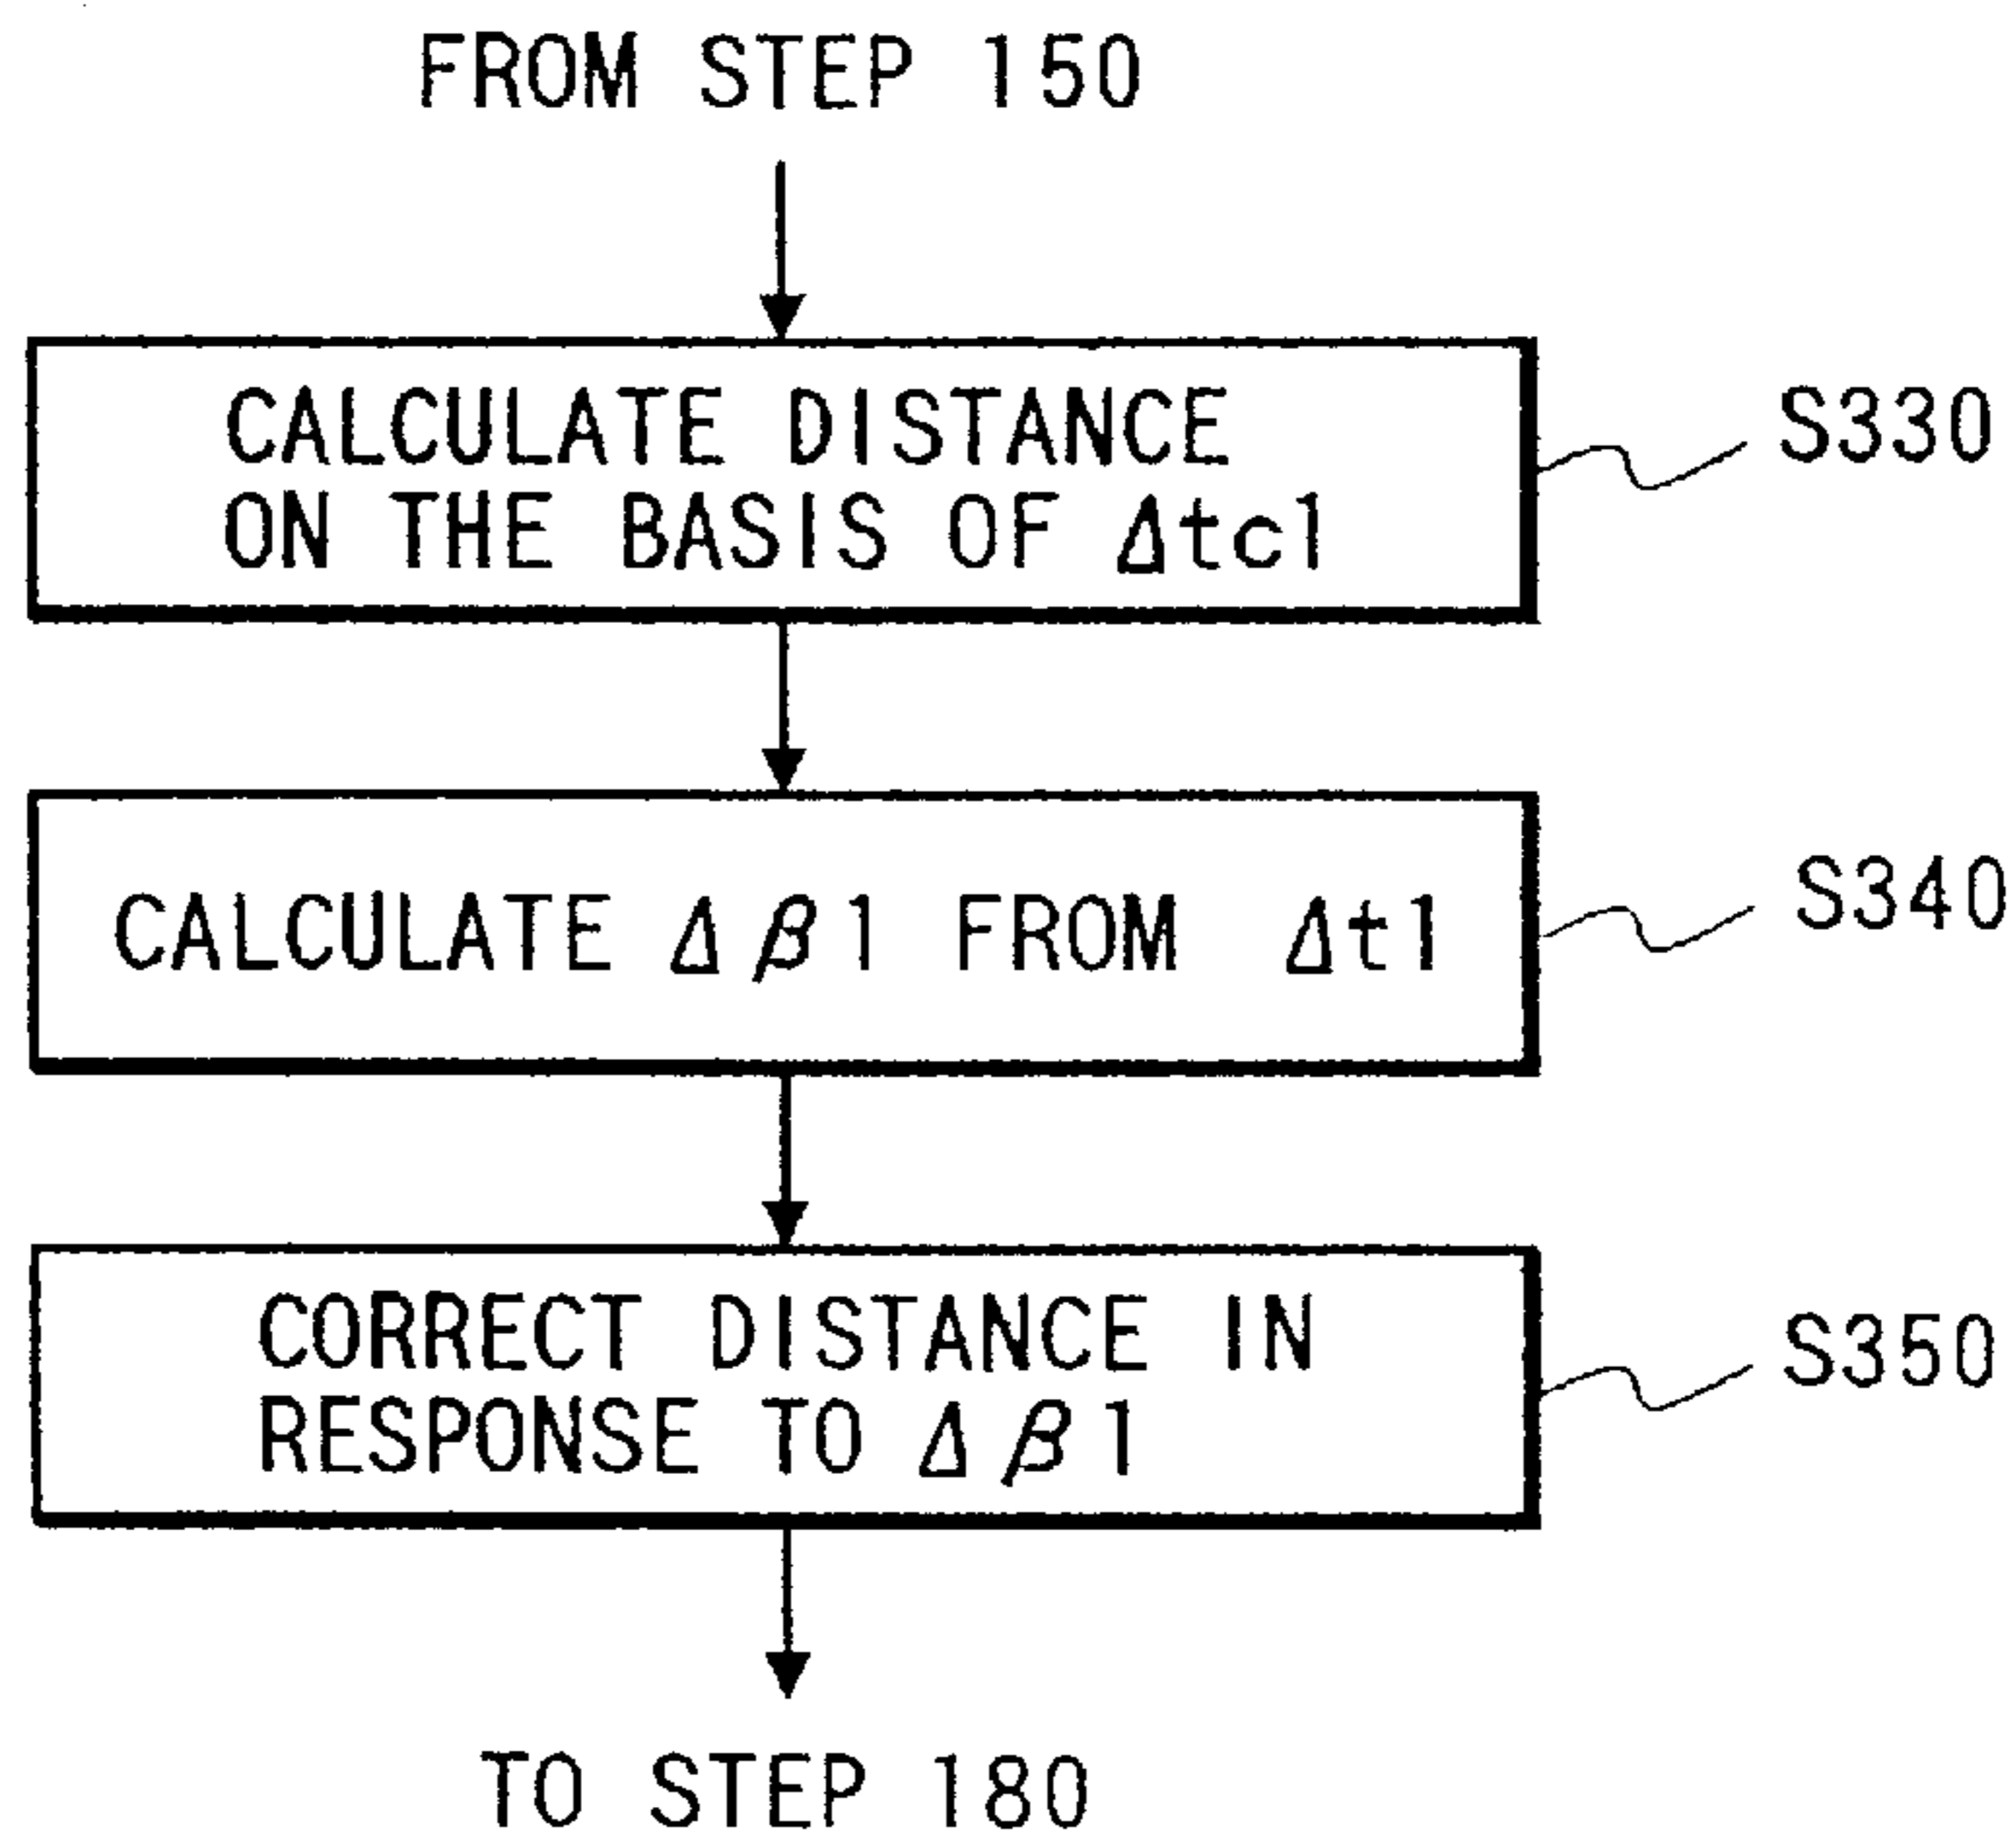 FROM STEP 150
CALCULATE DISTANCE
ON THE BASIS OF Δtc1
S330
CALCULATE Δβ1 FROM Δt1
S340
CORRECT DISTANCE IN
RESPONSE TO Δβ1
S350
TO STEP 180